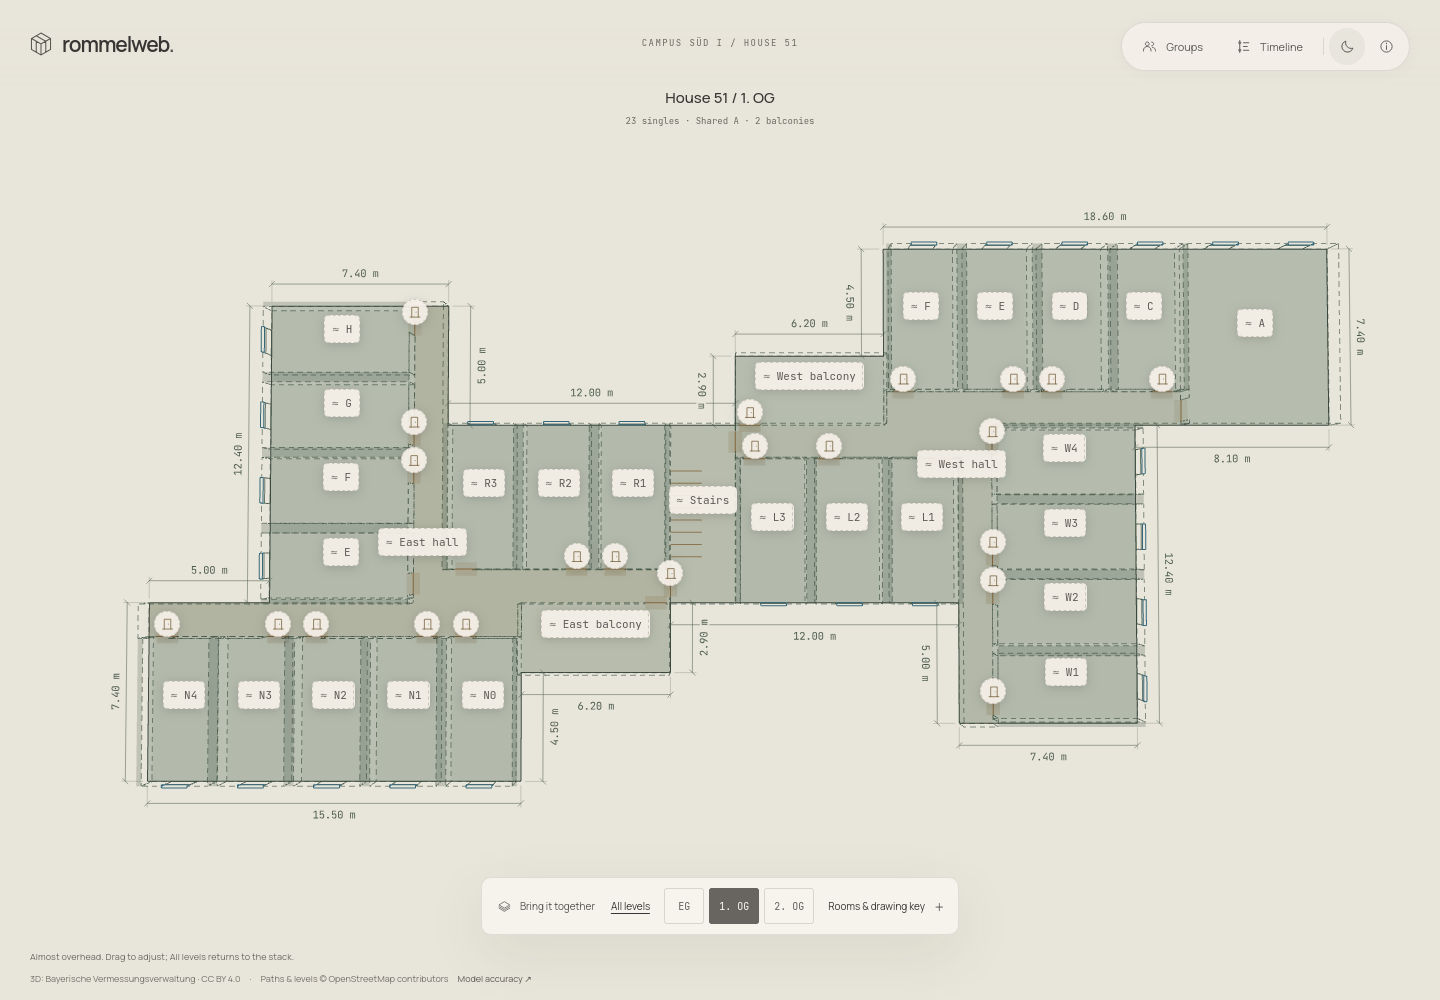 rommelweb.
CAMPUS SÜD I / HOUSE 51
Groups
Timeline
House 51 / 1. OG
23 singles · Shared A · 2 balconies
18.60 m
7.40 m
4.50 m
≈ F
≈ E
≈ D
≈ C
≈ A
7.40 m
6.20 m
≈ H
5.00 m
2.90 m
≈ West balcony
12.00 m
≈ G
12.40 m
≈ F
≈ R3
≈ R2
≈ R1
≈ Stairs
≈ West hall
≈ W4
8.10 m
≈ L3
≈ L2
≈ L1
≈ W3
≈ E
≈ East hall
5.00 m
12.40 m
≈ W2
≈ East balcony
2.90 m
12.00 m
5.00 m
≈ W1
7.40 m
≈ N4
≈ N3
≈ N2
≈ N1
≈ N0
6.20 m
4.50 m
7.40 m
15.50 m
Bring it together
All levels
EG
1. OG
2. OG
Rooms & drawing key +
Almost overhead. Drag to adjust; All levels returns to the stack.
3D: Bayerische Vermessungsverwaltung · CC BY 4.0 · Paths & levels © OpenStreetMap contributors Model accuracy ↗